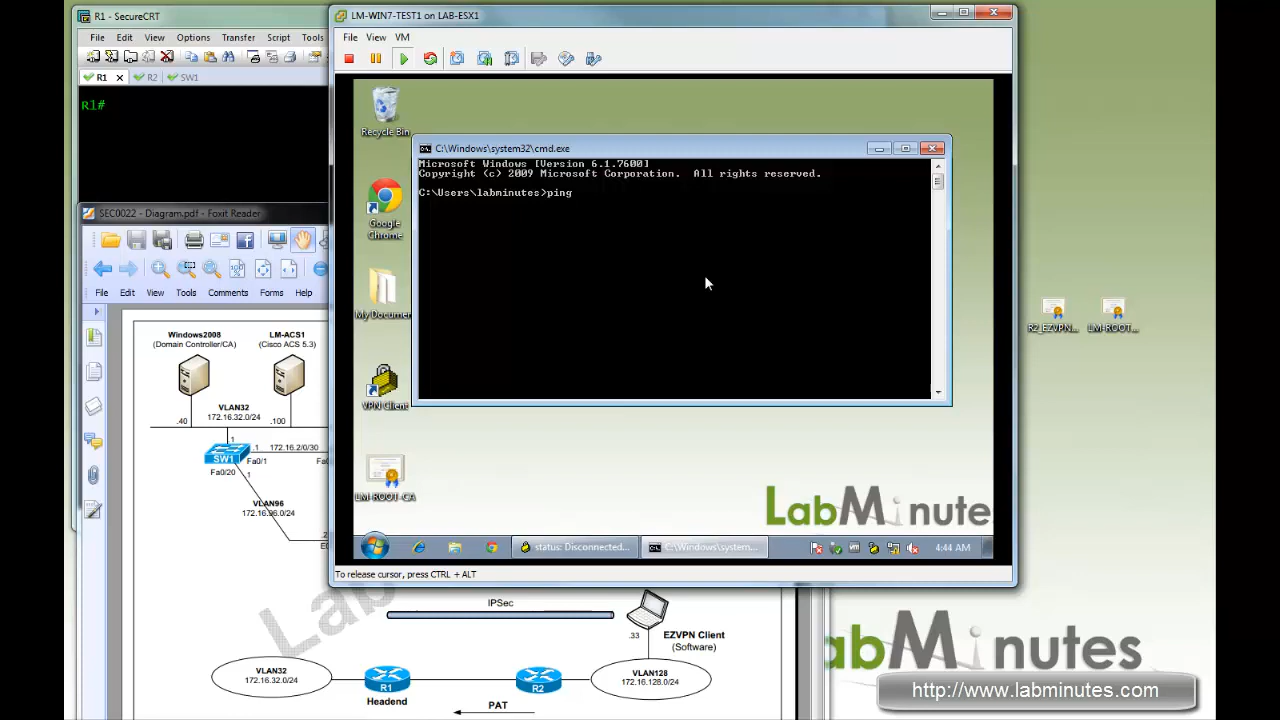 R1 - SecureCRT
File Edit View Options Transfer Script Tools
R1 R2 SW1
R1#
LM-WIN7-TEST1 on LAB-ESX1
File View VM
Recycle Bin
C:\Windows\system32\cmd.exe
Microsoft Windows [Version 6.1.7600]
Copyright (c) 2009 Microsoft Corporation. All rights reserved.
C:\Users\labminutes>ping
Google
Chrome
My Documen
VPN Client
LM-ROOT-CA
LabMinute
status: Disconnected...
C:\Windows\system...
4:44 AM
To release cursor, press CTRL + ALT
R2_EZVPN...
LM-ROOT...
SEC0022 - Diagram.pdf - Foxit Reader
File Edit View Tools Comments Forms Help
Windows2008
(Domain Controller/CA)
LM-ACS1
(Cisco ACS 5.3)
VLAN32
172.16.32.0/24
.40
.100
.1
SW1
.1 172.16.2/0/30
Fa0/1
Fa0/20
.1
VLAN96
172.16.96.0/24
Lab
IPSec
.33
EZVPN Client
(Software)
VLAN32
172.16.32.0/24
R1
Headend
R2
VLAN128
172.16.128.0/24
PAT
abMinutes
http://www.labminutes.com